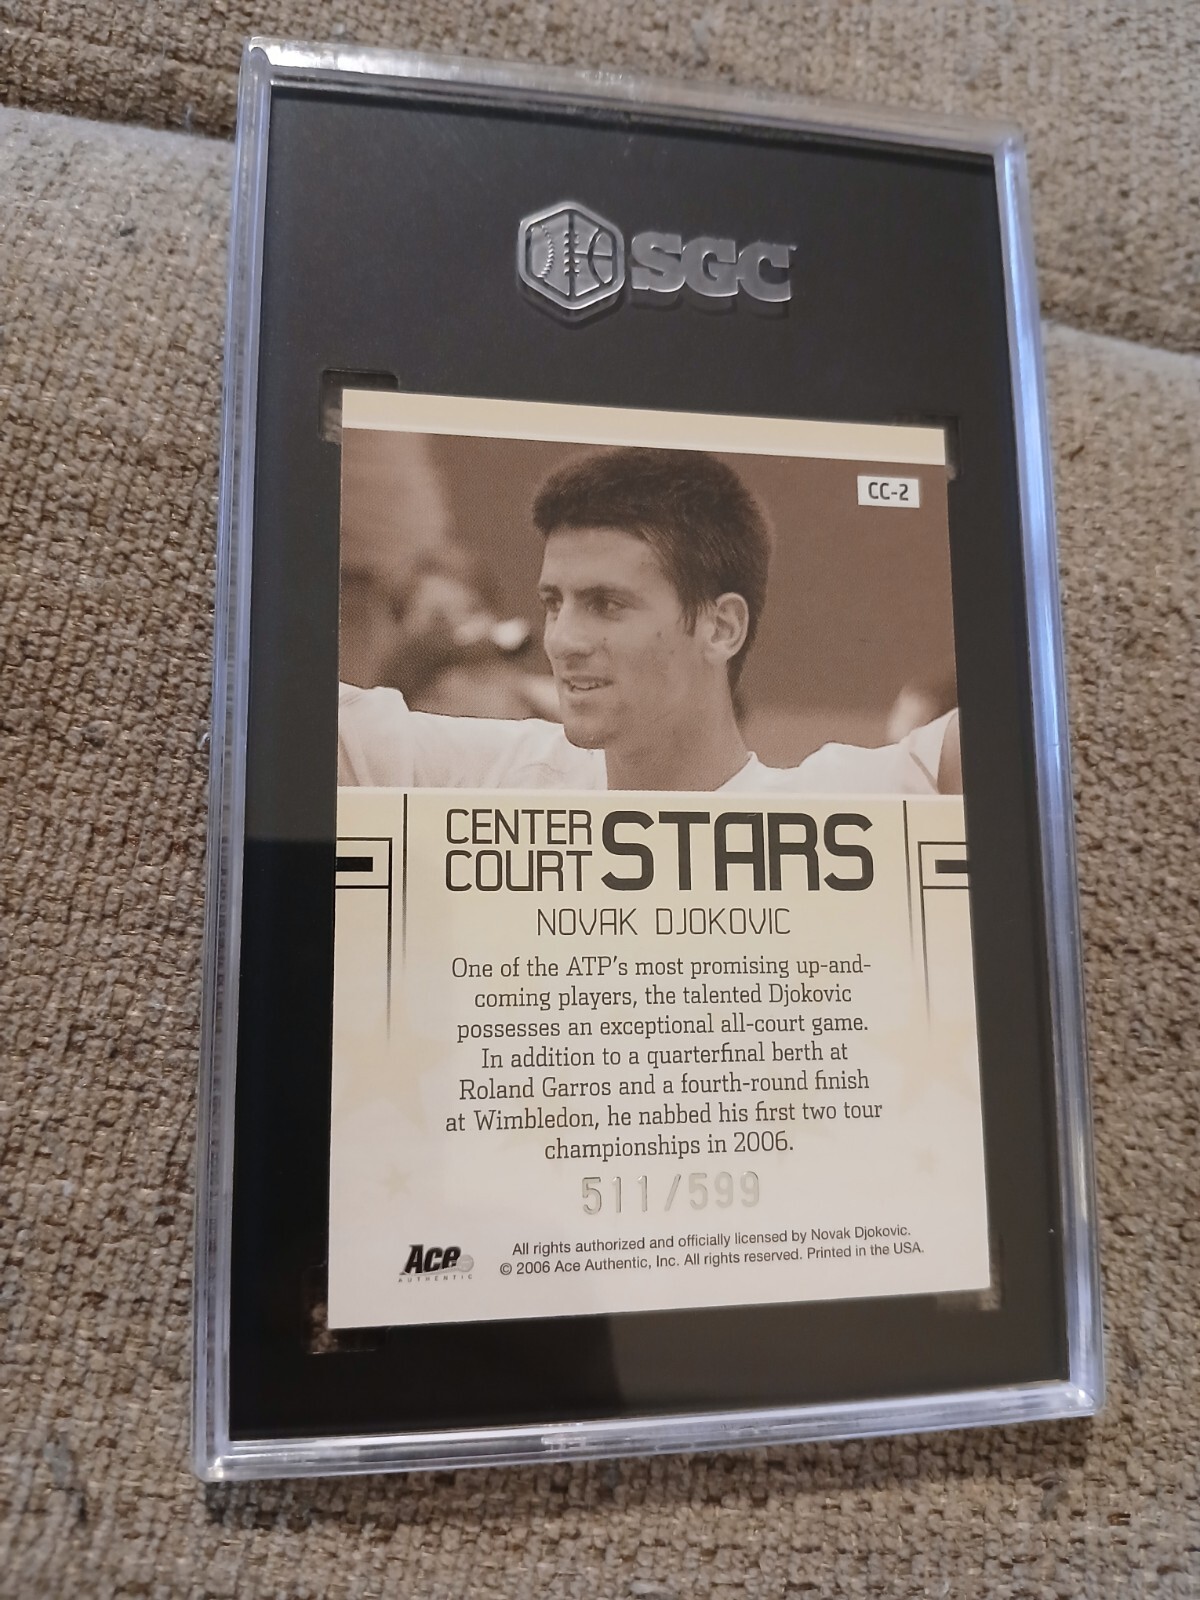 SGC
CC-2
CENTER
COURT STARS
NOVAK DJOKOVIC
One of the ATP's most promising up-and-
coming players, the talented Djokovic
possesses an exceptional all-court game.
In addition to a quarterfinal berth at
Roland Garros and a fourth-round finish
at Wimbledon, he nabbed his first two tour
championships in 2006.
511/599
Ace
AUTHENTIC
All rights authorized and officially licensed by Novak Djokovic.
© 2006 Ace Authentic, Inc. All rights reserved. Printed in the USA.